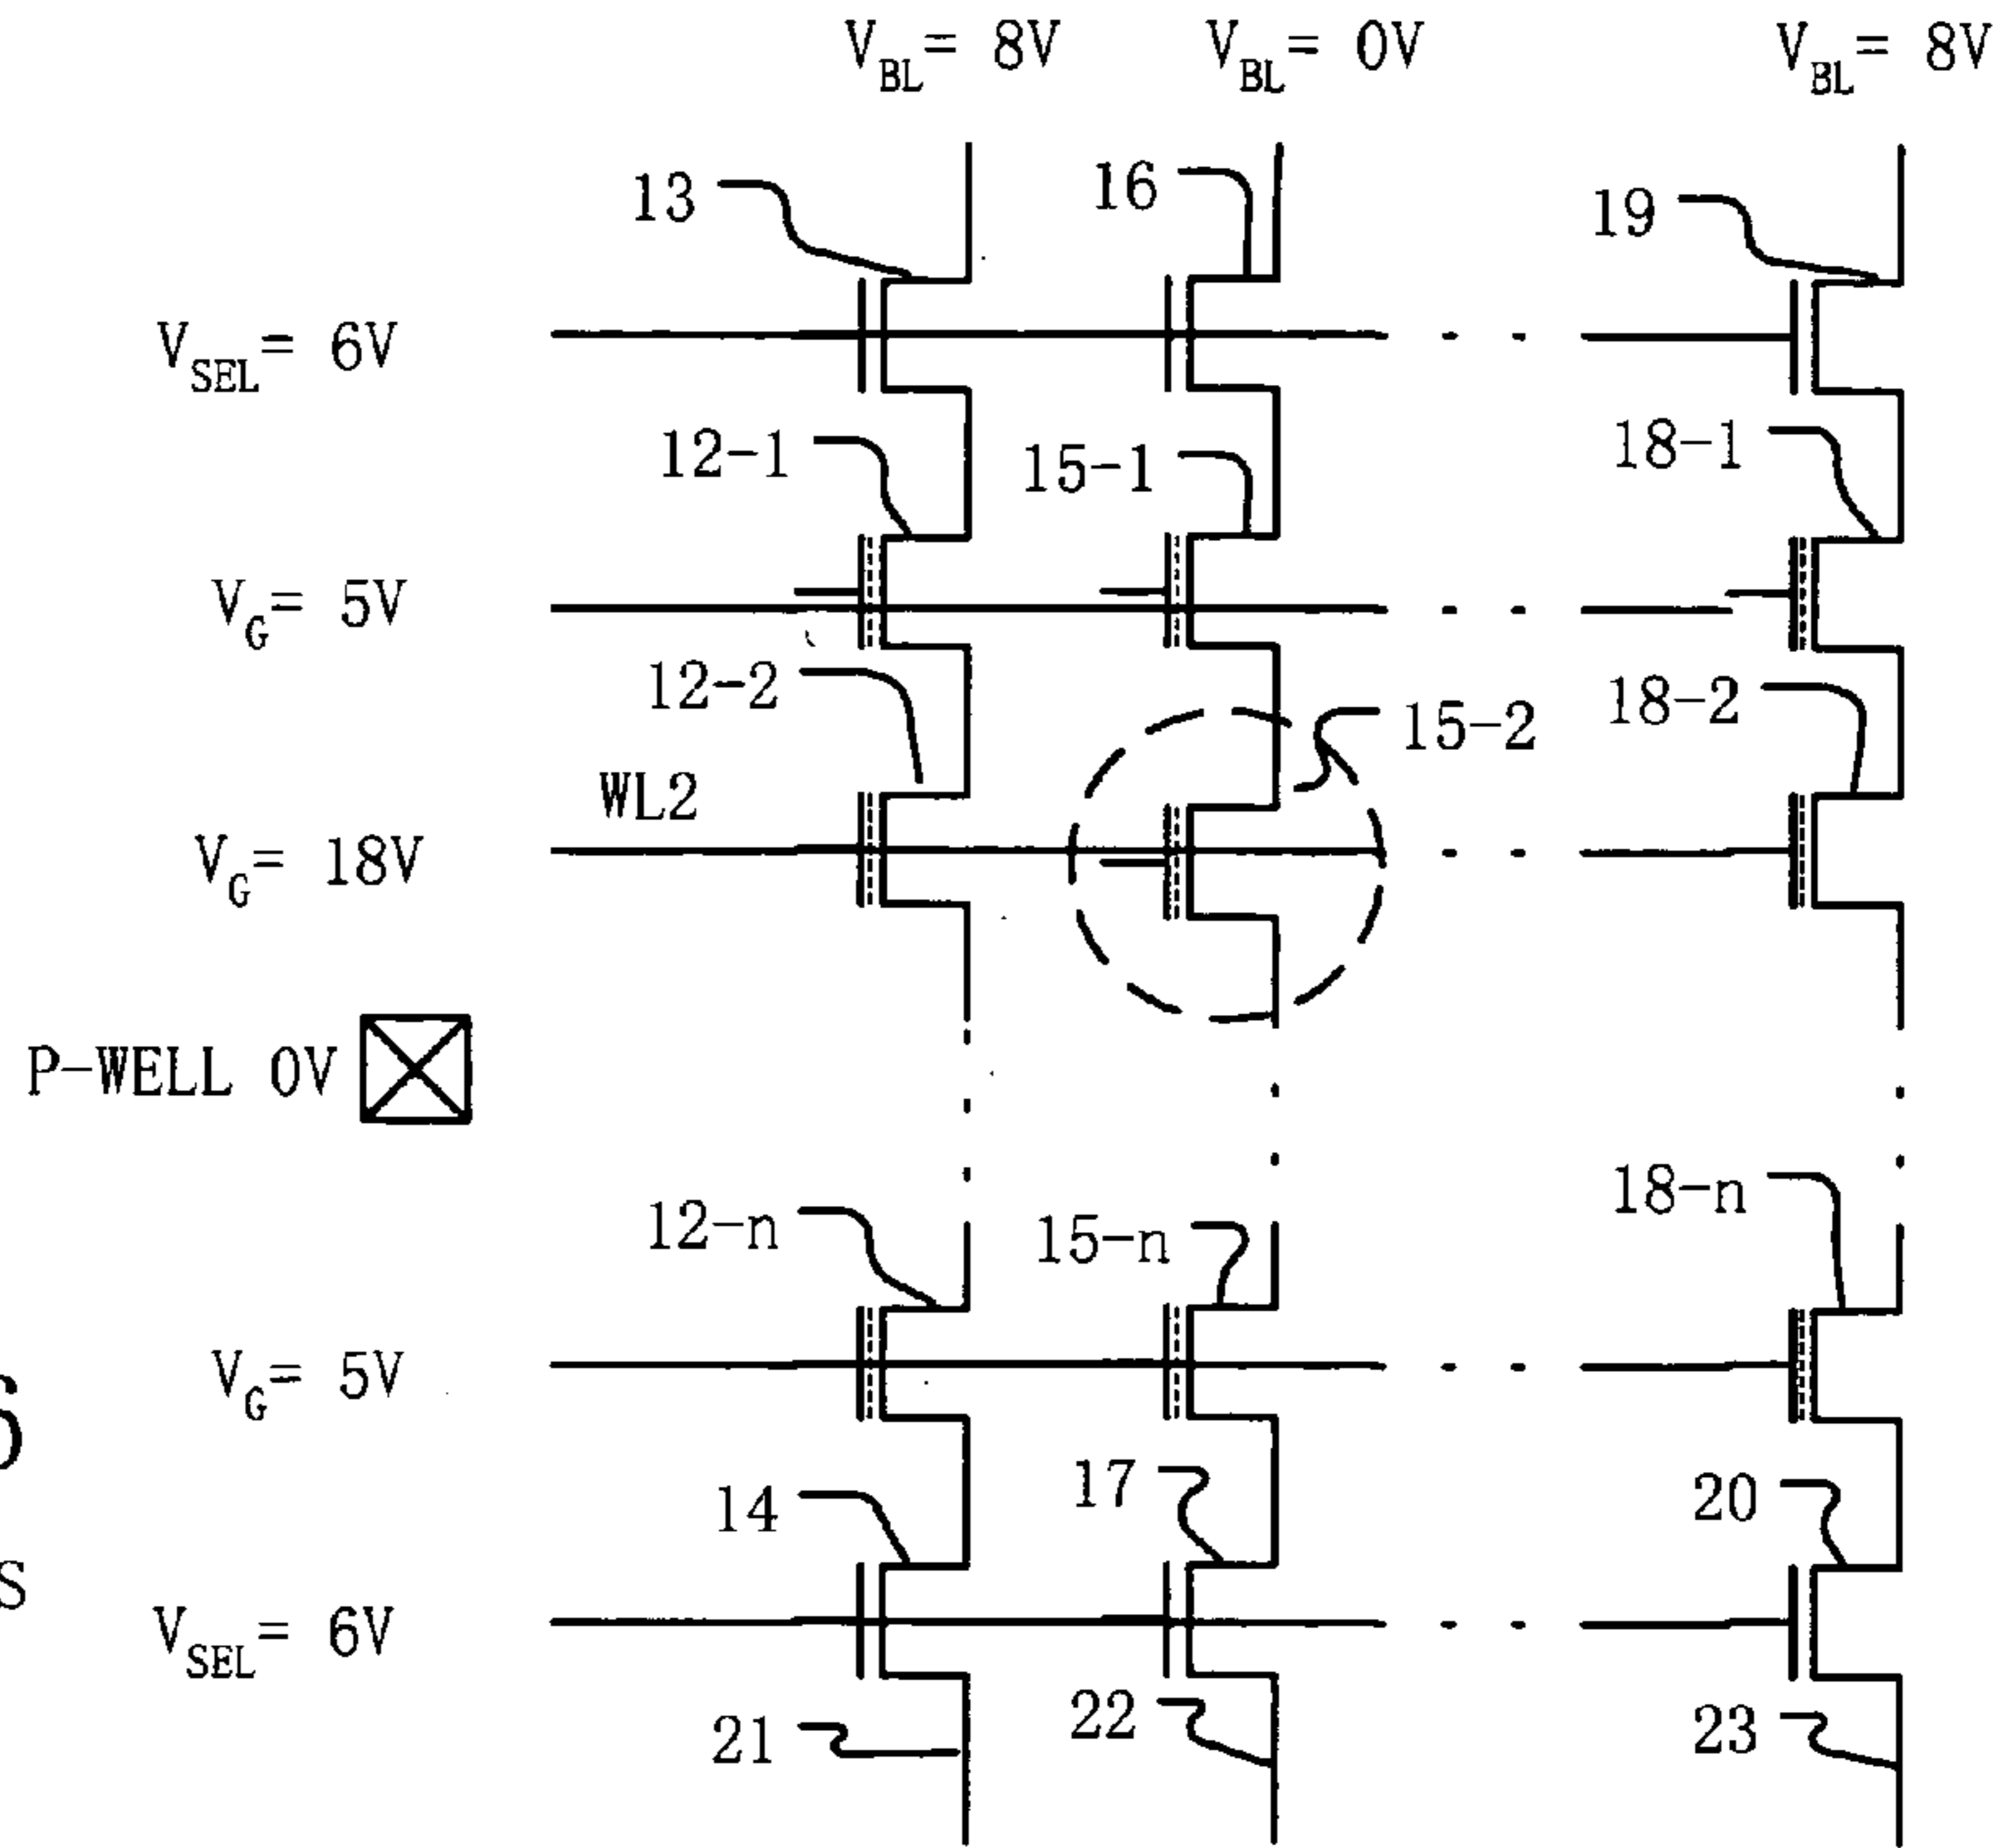 V_BL= 8V V_BL= 0V V_BL= 8V
13 16 19
V_SEL= 6V
12-1 15-1 18-1
V_G= 5V
12-2 15-2 18-2
WL2
V_G= 18V
P-WELL 0V
12-n 15-n 18-n
V_G= 5V
14 17 20
V_SEL= 6V
21 22 23